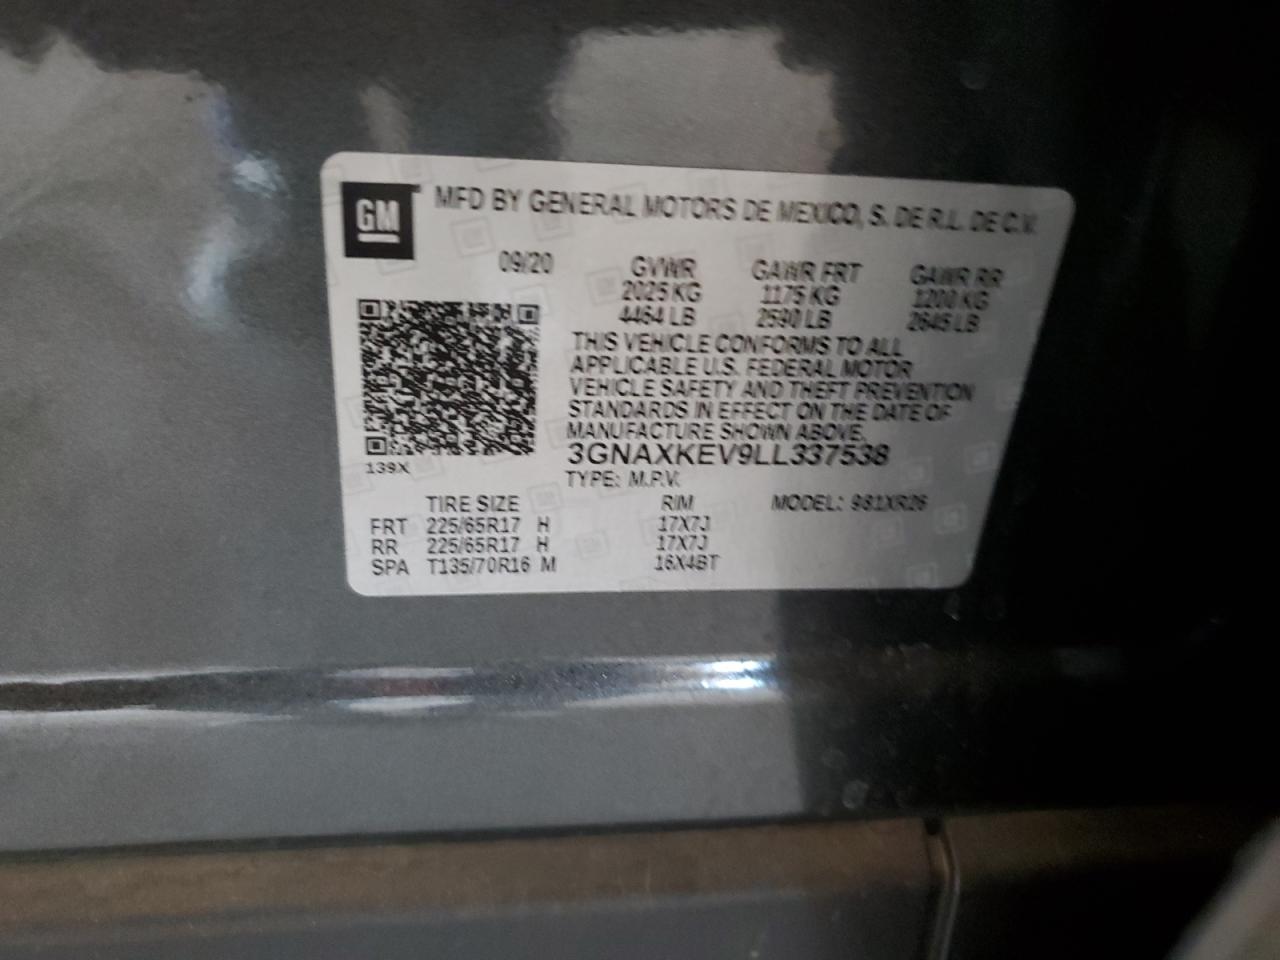 GM MFD BY GENERAL MOTORS DE MEXICO, S. DE R.L. DE C.V.
09/20 GVWR GAWR FRT GAWR RR
2025 KG 1175 KG 1200 KG
4464 LB 2590 LB 2645 LB
THIS VEHICLE CONFORMS TO ALL
APPLICABLE U.S. FEDERAL MOTOR
VEHICLE SAFETY AND THEFT PREVENTION
STANDARDS IN EFFECT ON THE DATE OF
MANUFACTURE SHOWN ABOVE.
3GNAXKEV9LL337538
139X
TYPE: M.P.V.
TIRE SIZE RIM MODEL: 981XR26
FRT 225/65R17 H 17X7J
RR 225/65R17 H 17X7J
SPA T135/70R16 M 16X4BT